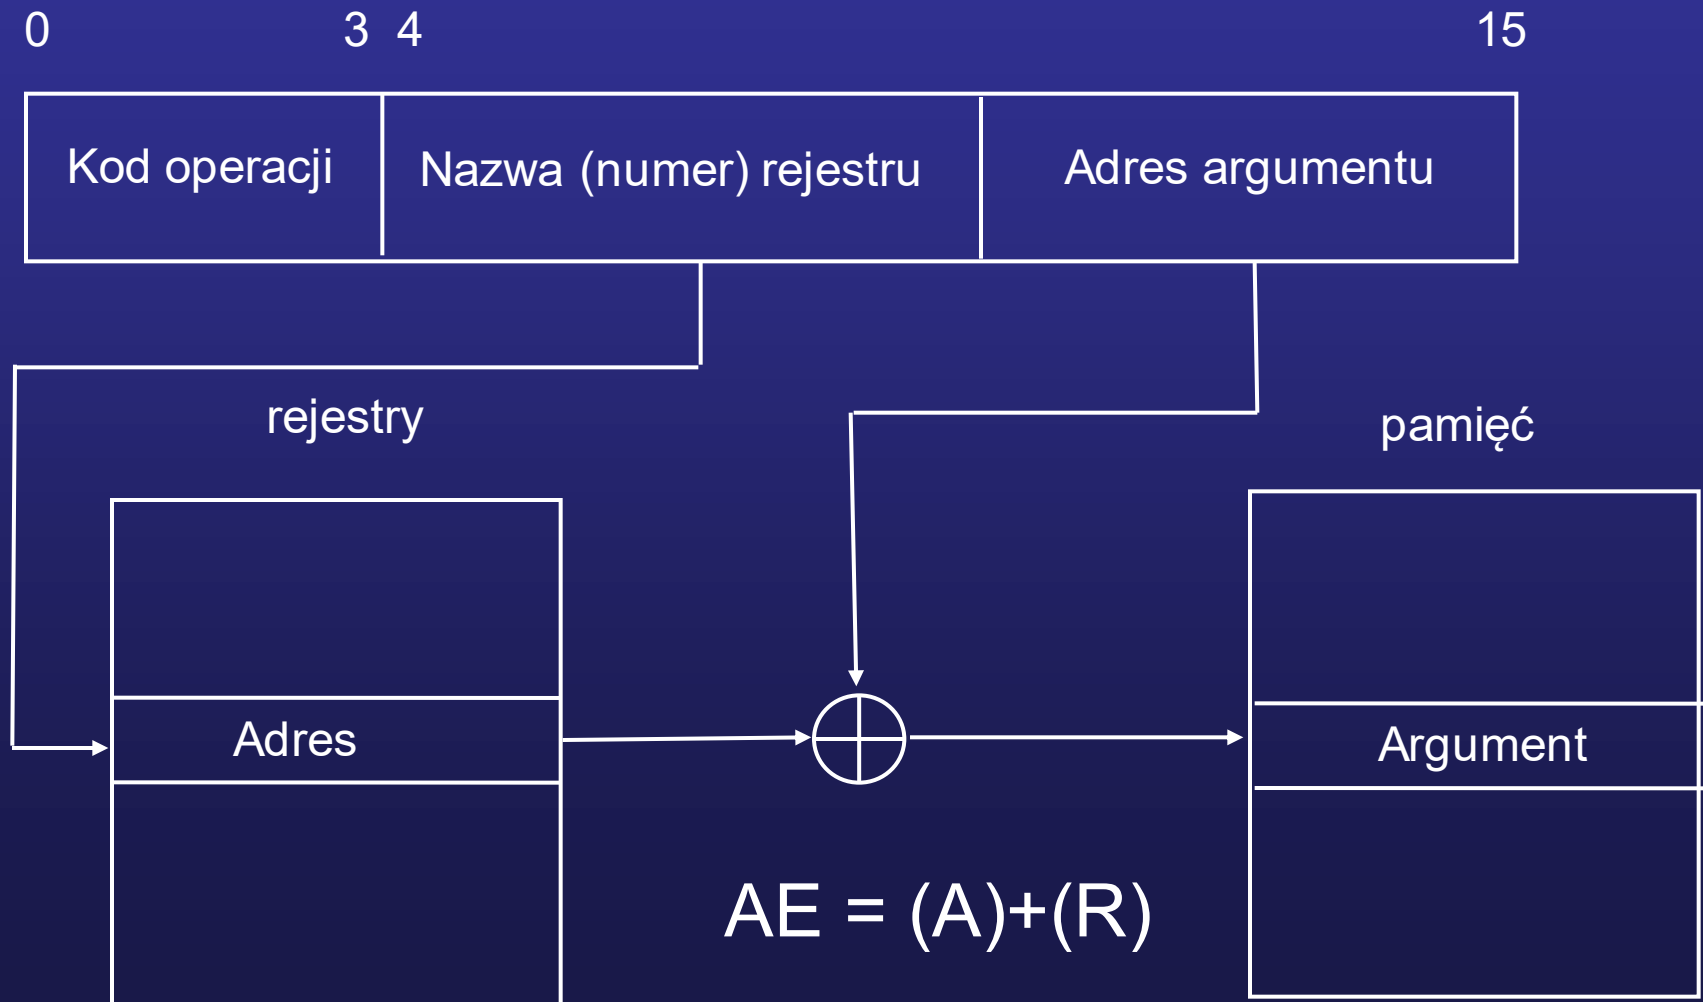 0 3 4 15
Kod operacji Nazwa (numer) rejestru Adres argumentu
rejestry pamięć
Adres Argument
AE = (A)+(R)